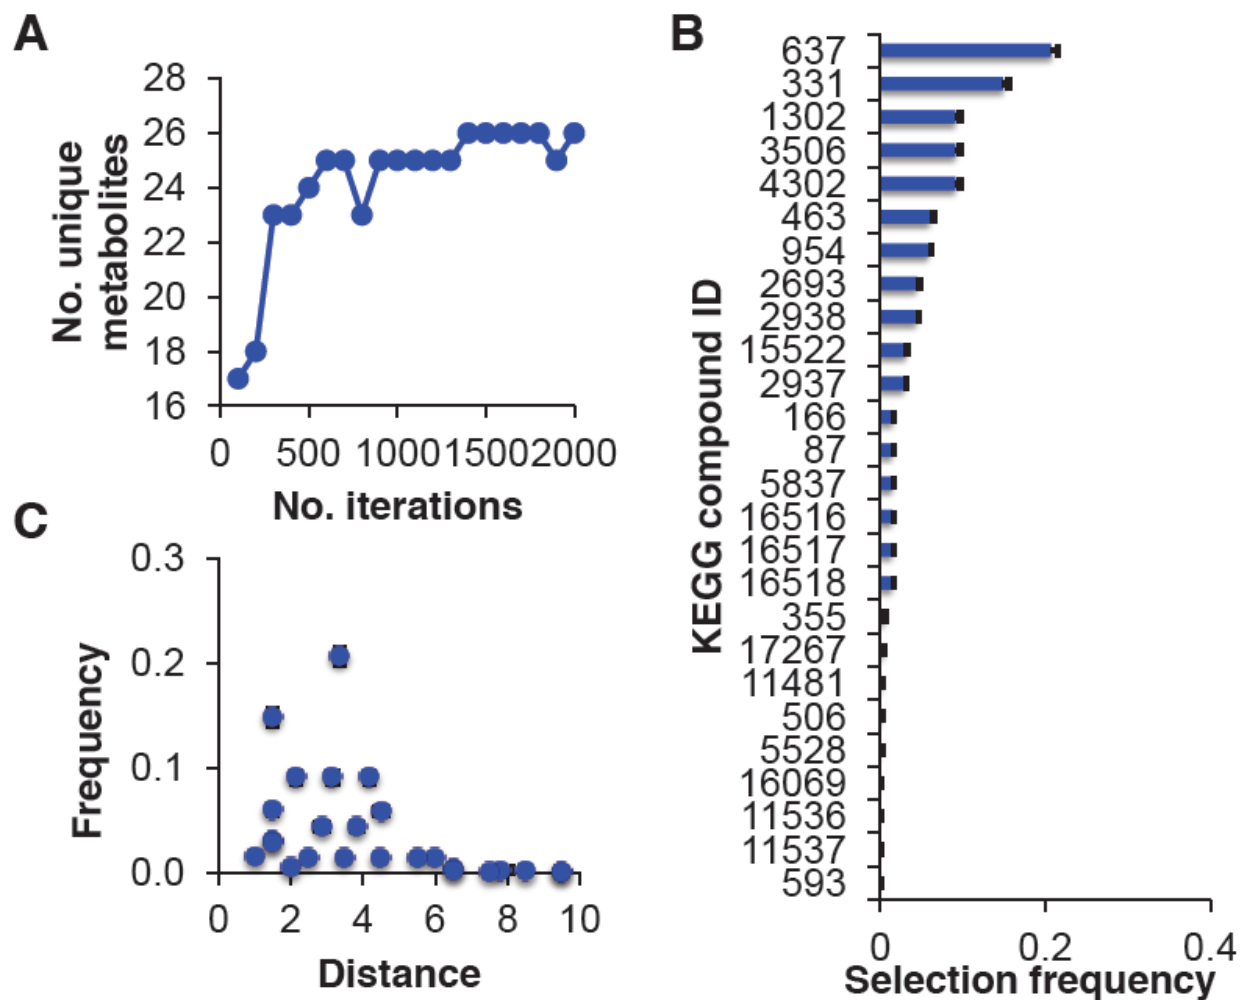 A
No. unique
metabolites
28
26
24
22
20
18
16
0 500 1000 1500 2000
No. iterations
B
KEGG compound ID
637
331
1302
3506
4302
463
954
2693
2938
15522
2937
166
87
5837
16516
16517
16518
355
17267
11481
506
5528
16069
11536
11537
593
0 0.2 0.4
Selection frequency
C
Frequency
0.3
0.2
0.1
0.0
0 2 4 6 8 10
Distance